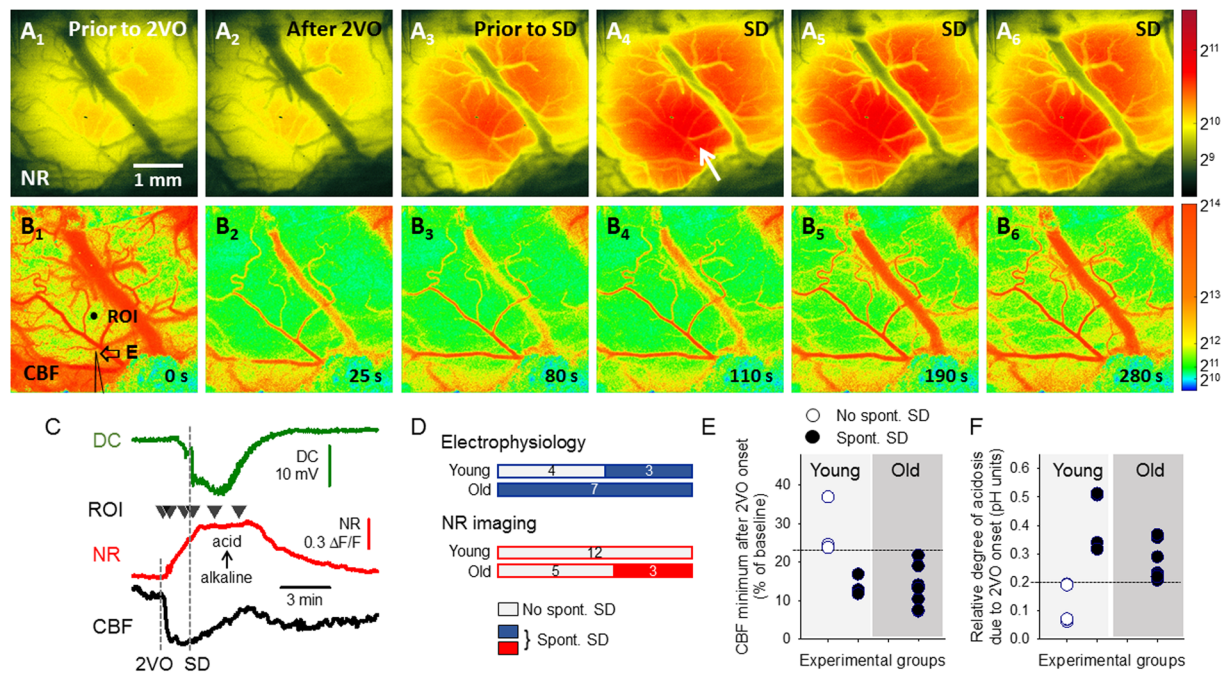 A1 Prior to 2VO
A2 After 2VO
A3 Prior to SD
A4 SD
A5 SD
A6 SD
NR
1 mm
2^11
2^10
2^9
B1
B2
B3
B4
B5
B6
ROI
E
CBF
0 s
25 s
80 s
110 s
190 s
280 s
2^14
2^13
2^12
2^11
2^10
C
DC
DC
10 mV
ROI
NR
NR
0.3 ΔF/F
acid
alkaline
3 min
CBF
2VO
SD
D
Electrophysiology
Young 4 3
Old 7
NR imaging
Young 12
Old 5 3
No spont. SD
} Spont. SD
No spont. SD
Spont. SD
E
Young
Old
CBF minimum after 2VO onset
(% of baseline)
40
30
20
10
0
Experimental groups
F
Young
Old
Relative degree of acidosis
due to 2VO onset (pH units)
0.6
0.5
0.4
0.3
0.2
0.1
0.0
Experimental groups